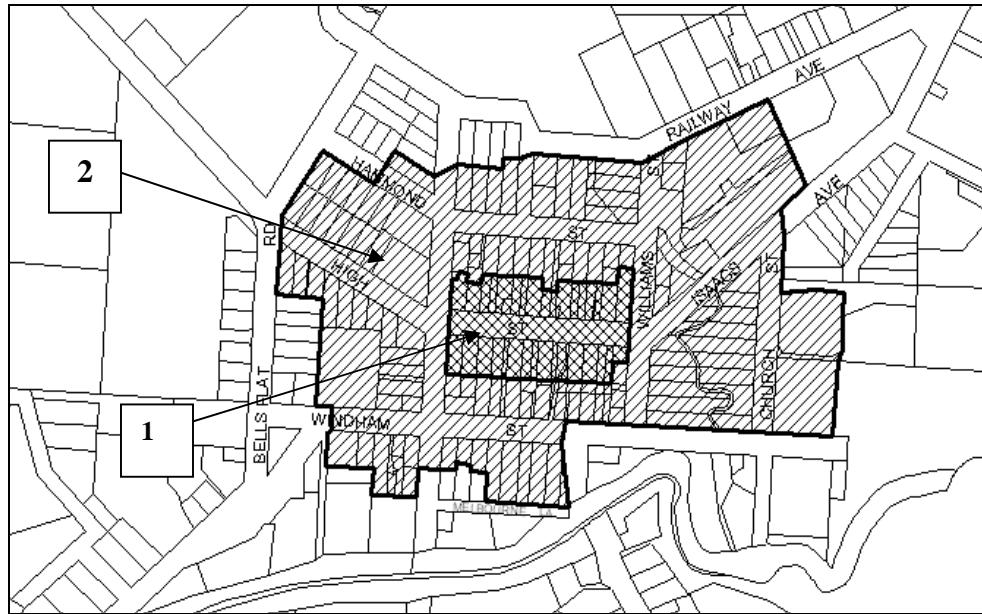 RAILWAY AVE
2
HAMMOND ST
ST
RD
HIGH
AVE
ISAACS
ST
WILLIAMS
ST
1
BELLS FLAT
CHURCH
WINDHAM ST
MELBOURNE LA